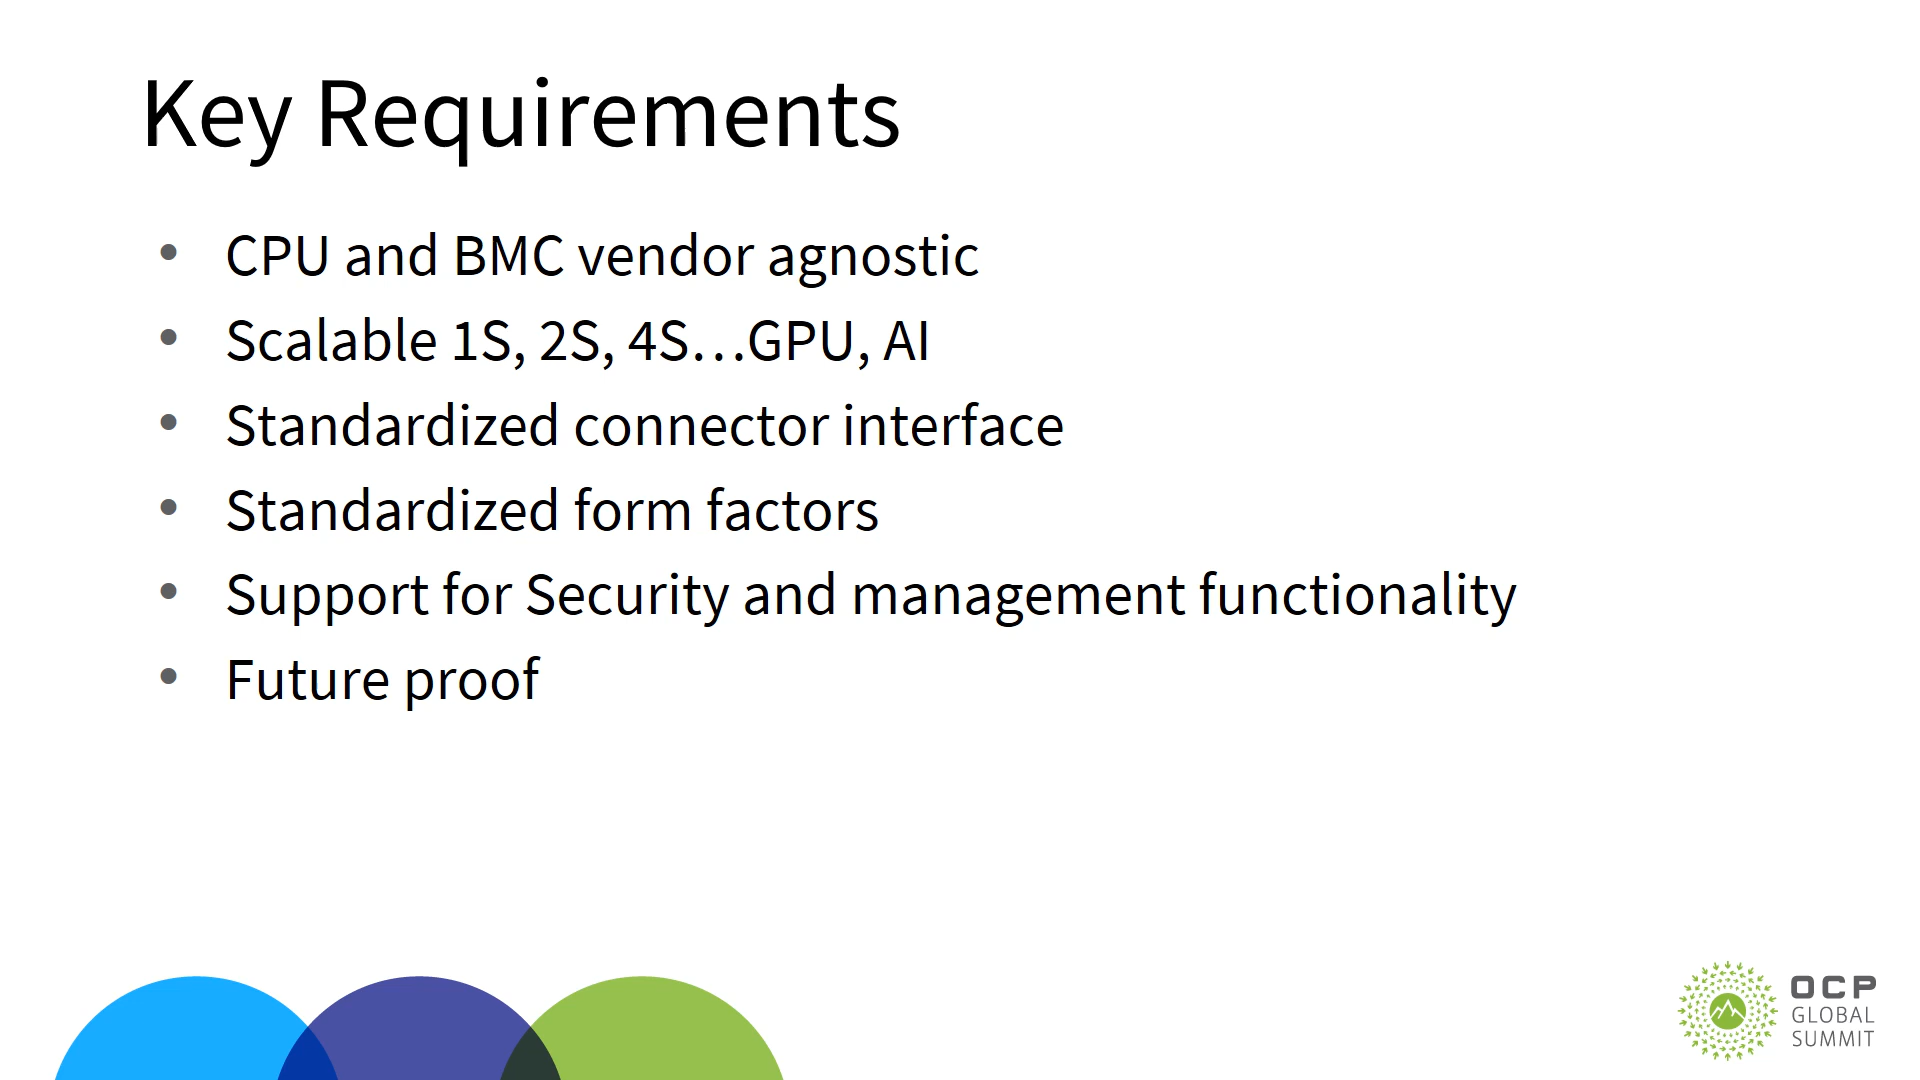 Key Requirements
• CPU and BMC vendor agnostic
• Scalable 1S, 2S, 4S…GPU, AI
• Standardized connector interface
• Standardized form factors
• Support for Security and management functionality
• Future proof
OCP
GLOBAL
SUMMIT